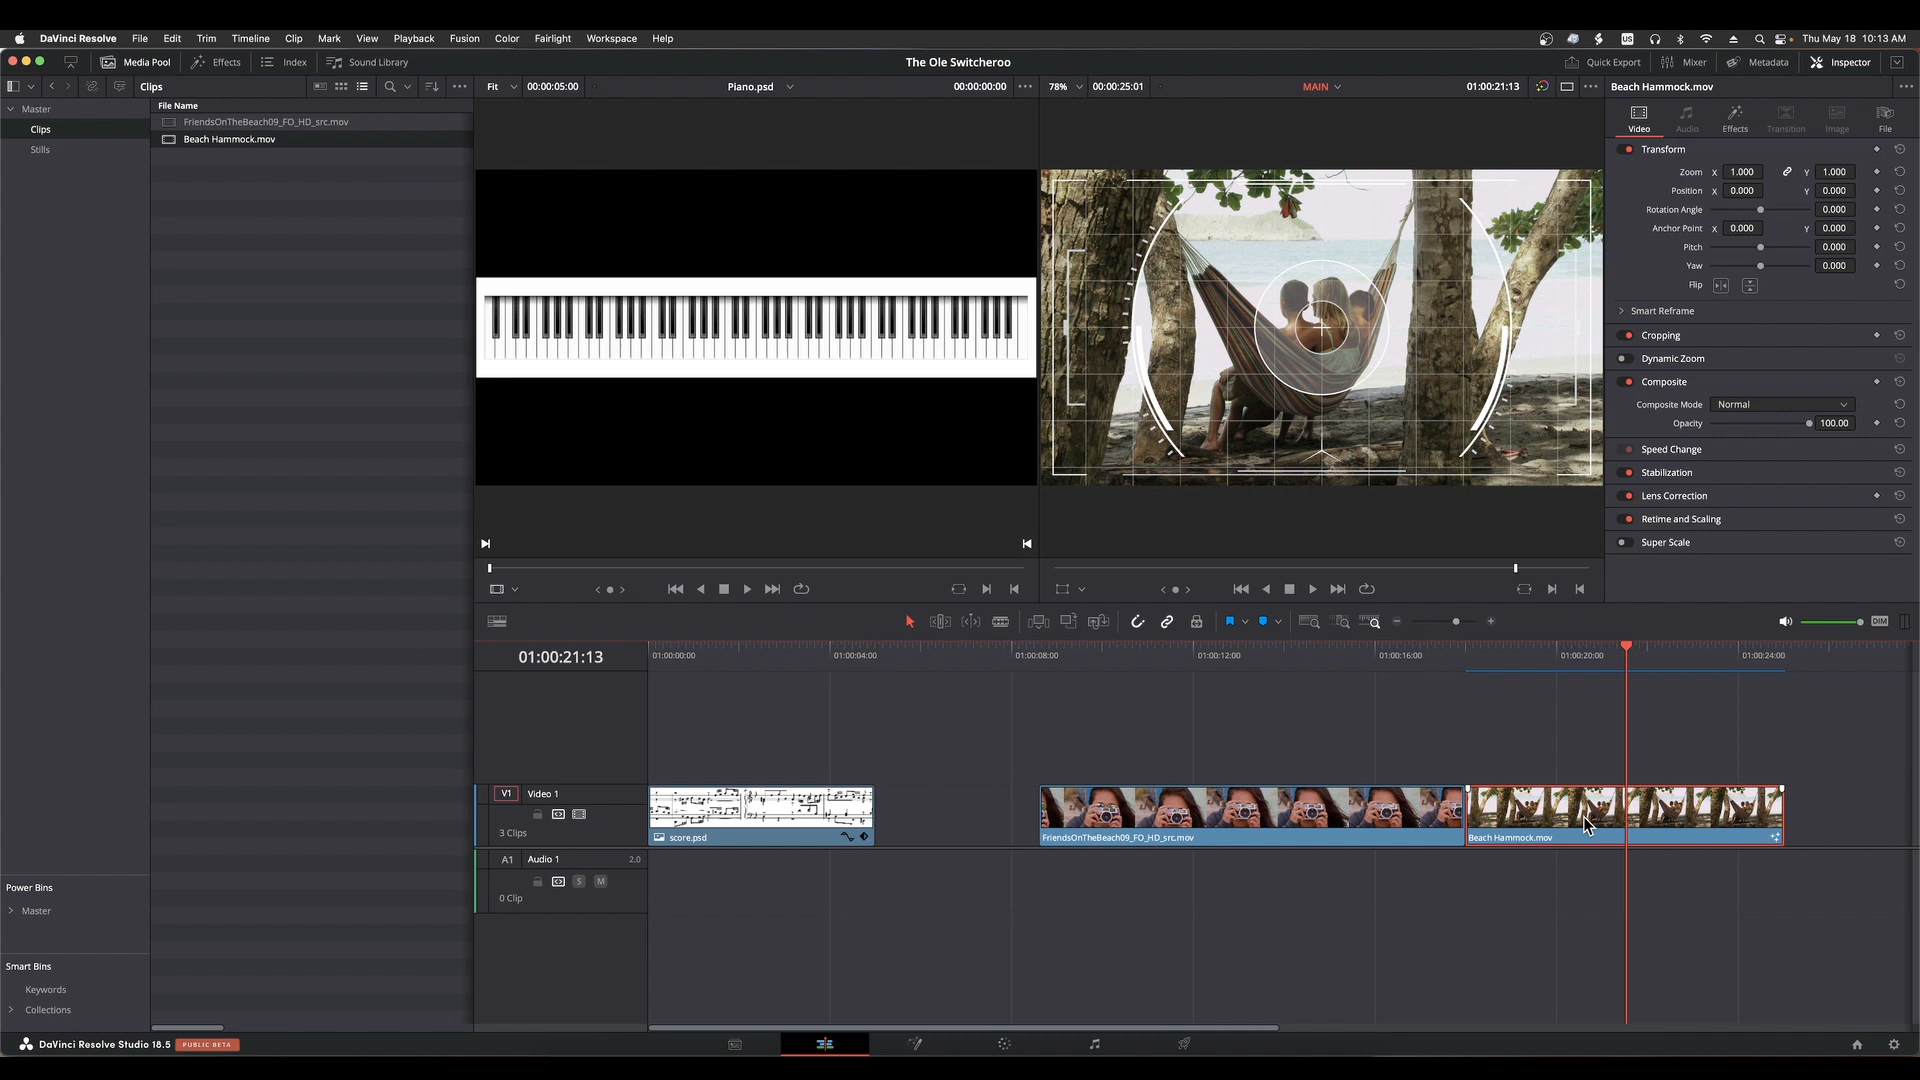 DaVinci Resolve File Edit Trim Timeline Clip Mark View Playback Fusion Color Fairlight Workspace Help US Thu May 18 10:13 AM
Media Pool Effects Index Sound Library The Ole Switcheroo Quick Export Mixer Metadata Inspector
Clips Fit 00:00:05:00 Piano.psd 00:00:00:00 78% 00:00:25:01 MAIN 01:00:21:13 Beach Hammock.mov
Master
Clips
Stills
File Name
FriendsOnTheBeach09_FO_HD_src.mov
Beach Hammock.mov
Video Audio Effects Transition Image File
Transform
Zoom X 1.000 Y 1.000
Position X 0.000 Y 0.000
Rotation Angle 0.000
Anchor Point X 0.000 Y 0.000
Pitch 0.000
Yaw 0.000
Flip
Smart Reframe
Cropping
Dynamic Zoom
Composite
Composite Mode Normal
Opacity 100.00
Speed Change
Stabilization
Lens Correction
Retime and Scaling
Super Scale
DIM
01:00:21:13 01:00:00:00 01:00:04:00 01:00:08:00 01:00:12:00 01:00:16:00 01:00:20:00 01:00:24:00
V1 Video 1
3 Clips
score.psd FriendsOnTheBeach09_FO_HD_src.mov Beach Hammock.mov
A1 Audio 1 2.0
S M
0 Clip
Power Bins
Master
Smart Bins
Keywords
Collections
DaVinci Resolve Studio 18.5 PUBLIC BETA